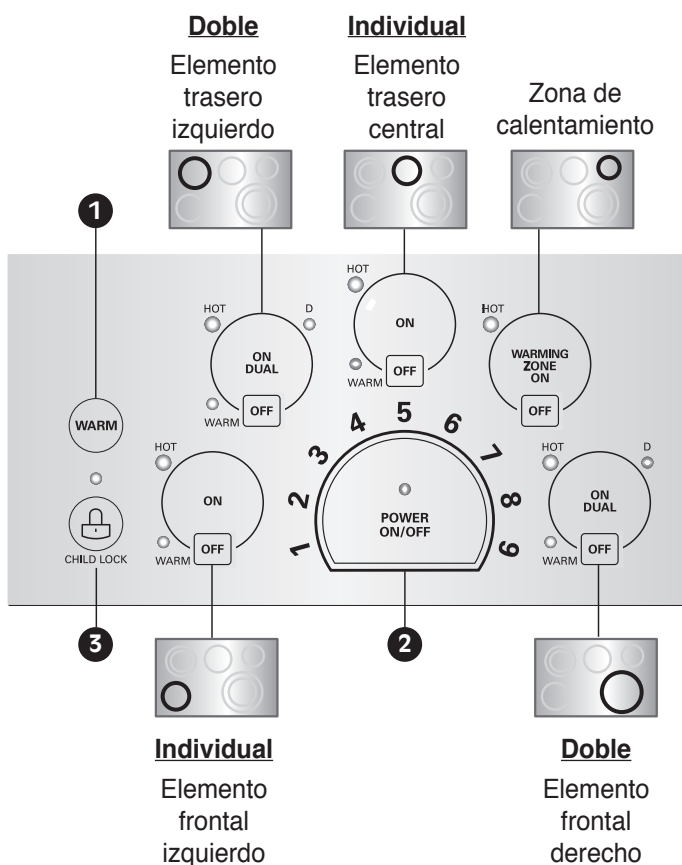 Doble
Elemento
trasero
izquierdo
Individual
Elemento
trasero
central
Zona de
calentamiento
1
HOT
D
ON
DUAL
OFF
WARM
HOT
ON
OFF
WARM
HOT
WARMING
ZONE
ON
OFF
WARM
CHILD LOCK
HOT
ON
OFF
WARM
1
2
3
4
5
6
7
8
9
POWER
ON/OFF
HOT
D
ON
DUAL
OFF
WARM
3
2
Individual
Elemento
frontal
izquierdo
Doble
Elemento
frontal
derecho